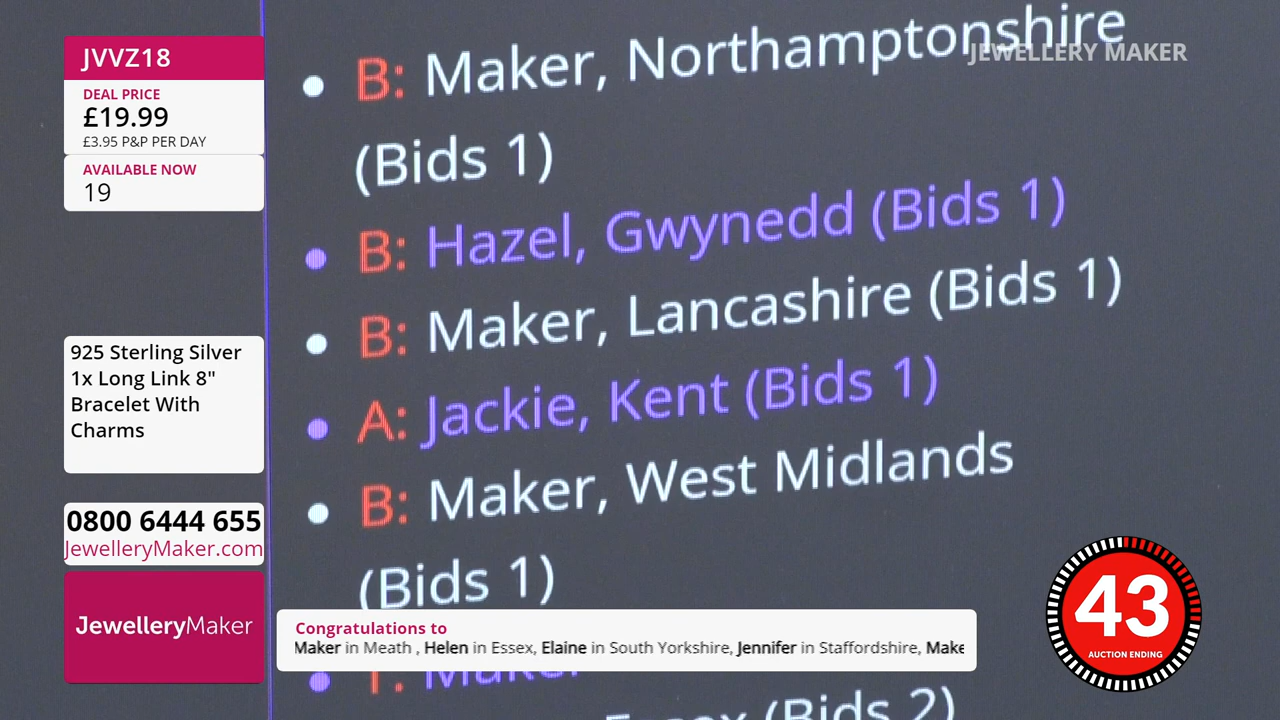 JVVZ18
DEAL PRICE
£19.99
£3.95 P&P PER DAY
AVAILABLE NOW
19
925 Sterling Silver
1x Long Link 8"
Bracelet With
Charms
0800 6444 655
JewelleryMaker.com
JewelleryMaker
JEWELLERY MAKER
B: Maker, Northamptonshire
(Bids 1)
B: Hazel, Gwynedd (Bids 1)
B: Maker, Lancashire (Bids 1)
A: Jackie, Kent (Bids 1)
B: Maker, West Midlands
(Bids 1)
Essex (Bids 2)
Congratulations to
Maker in Meath , Helen in Essex, Elaine in South Yorkshire, Jennifer in Staffordshire, Make
43
AUCTION ENDING